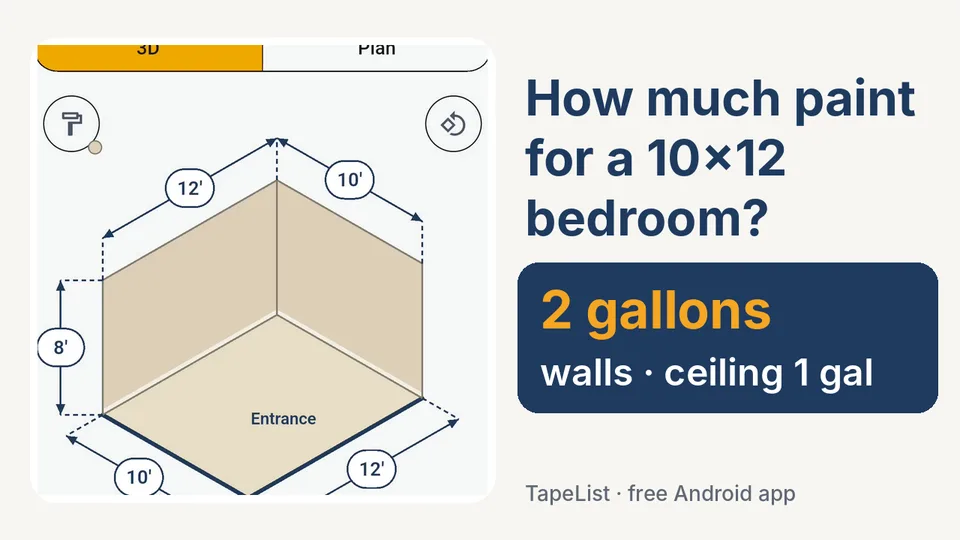 3D
Plan
12'
10'
8'
Entrance
10'
12'
How much paint
for a 10×12
bedroom?
2 gallons
walls · ceiling 1 gal
TapeList · free Android app